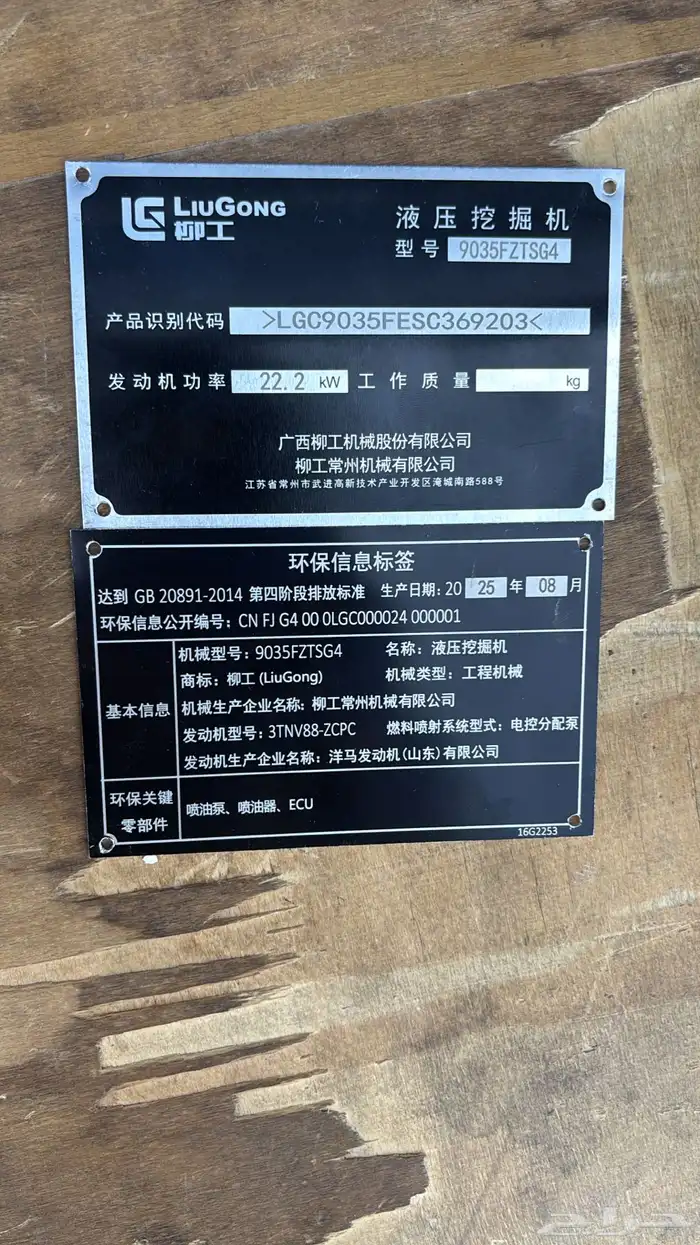 LIUGONG
柳工
液压挖掘机
型号 9035FZTSG4
产品识别代码 >LGC9035FESC369203<
发动机功率 22.2 kW 工作质量 kg
广西柳工机械股份有限公司
柳工常州机械有限公司
江苏省常州市武进高新技术产业开发区淹城南路588号
环保信息标签
达到 GB 20891-2014 第四阶段排放标准 生产日期: 20 25 年 08 月
环保信息公开编号: CN FJ G4 00 0LGC000024 000001
基本信息
机械型号: 9035FZTSG4 名称: 液压挖掘机
商标: 柳工 (LiuGong) 机械类型: 工程机械
机械生产企业名称: 柳工常州机械有限公司
发动机型号: 3TNV88-ZCPC 燃料喷射系统型式: 电控分配泵
发动机生产企业名称: 洋马发动机(山东)有限公司
环保关键
零部件
喷油泵、喷油器、ECU
16G2253
حراج